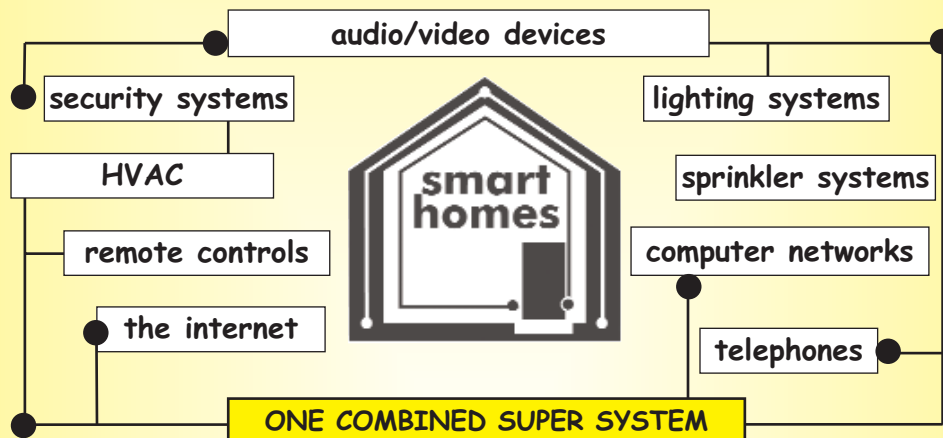 audio/video devices
security systems
lighting systems
HVAC
smart
homes
sprinkler systems
remote controls
computer networks
the internet
telephones
ONE COMBINED SUPER SYSTEM